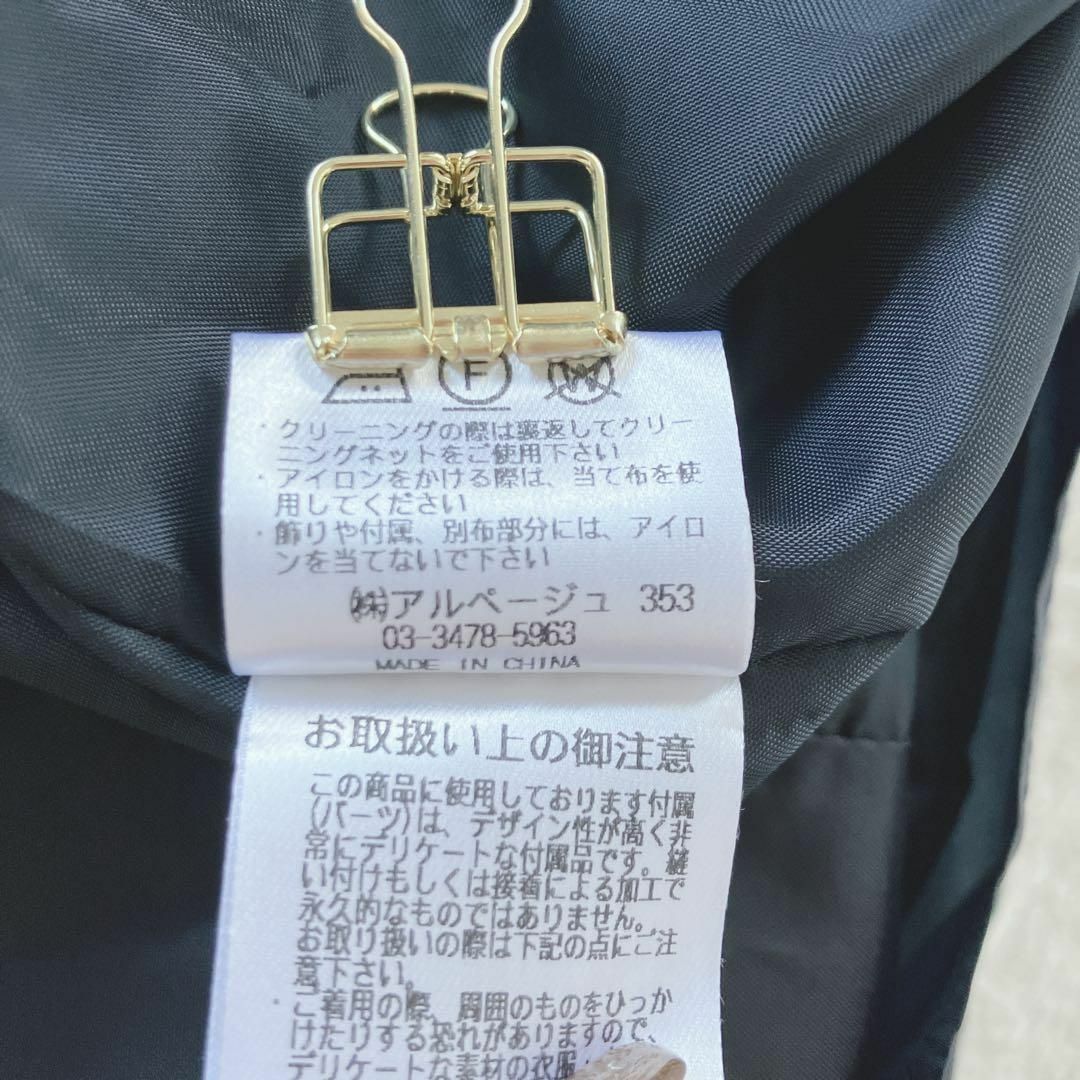 F
W
・クリーニングの際は裏返してクリー
ニングネットをご使用下さい
・アイロンをかける際は、当て布を使
用してください
・飾りや付属、別布部分には、アイロ
ンを当てないで下さい
㈱アルページュ 353
03-3478-5963
MADE IN CHINA
お取扱い上の御注意
この商品に使用しております付属
(パーツ)は、デザイン性が高く非
常にデリケートな付属品です。縫
い付けもしくは接着による加工で
永久的なものではありません。
お取り扱いの際は下記の点にご注
意下さい。
・ご着用の際、周囲のものをひっか
けたりする恐れがありますので、
デリケートな素材の衣服・